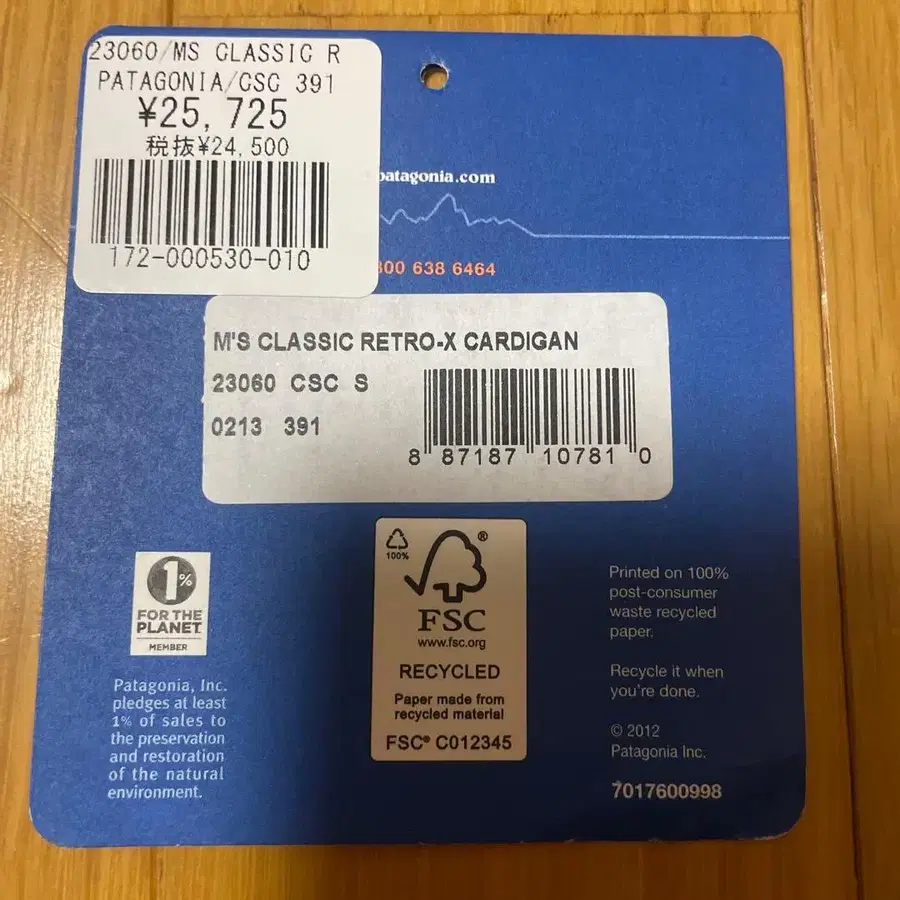 23060/MS CLASSIC R
PATAGONIA/CSC 391
¥25,725
税抜¥24,500
172-000530-010
patagonia.com
800 638 6464
M'S CLASSIC RETRO-X CARDIGAN
23060 CSC S
0213 391
8 87187 10781 0
1%
FOR THE
PLANET
MEMBER
Patagonia, Inc.
pledges at least
1% of sales to
the preservation
and restoration
of the natural
environment.
100%
®
FSC
www.fsc.org
RECYCLED
Paper made from
recycled material
FSC® C012345
Printed on 100%
post-consumer
waste recycled
paper.
Recycle it when
you're done.
© 2012
Patagonia Inc.
7017600998